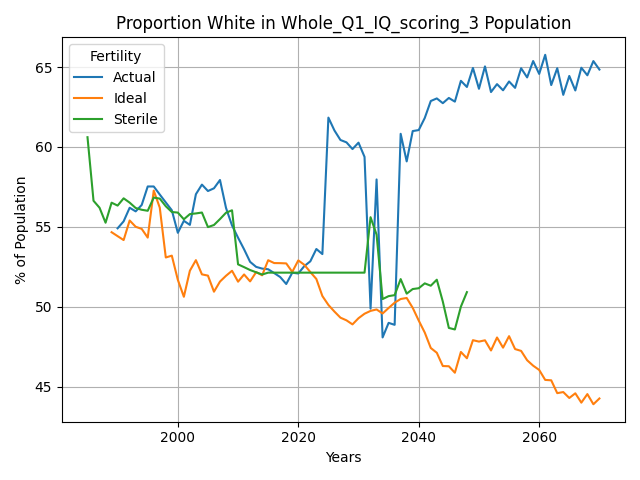 Proportion White in Whole_Q1_IQ_scoring_3 Population
Fertility
Actual
Ideal
Sterile
% of Population
65
60
55
50
45
2000
2020
2040
2060
Years